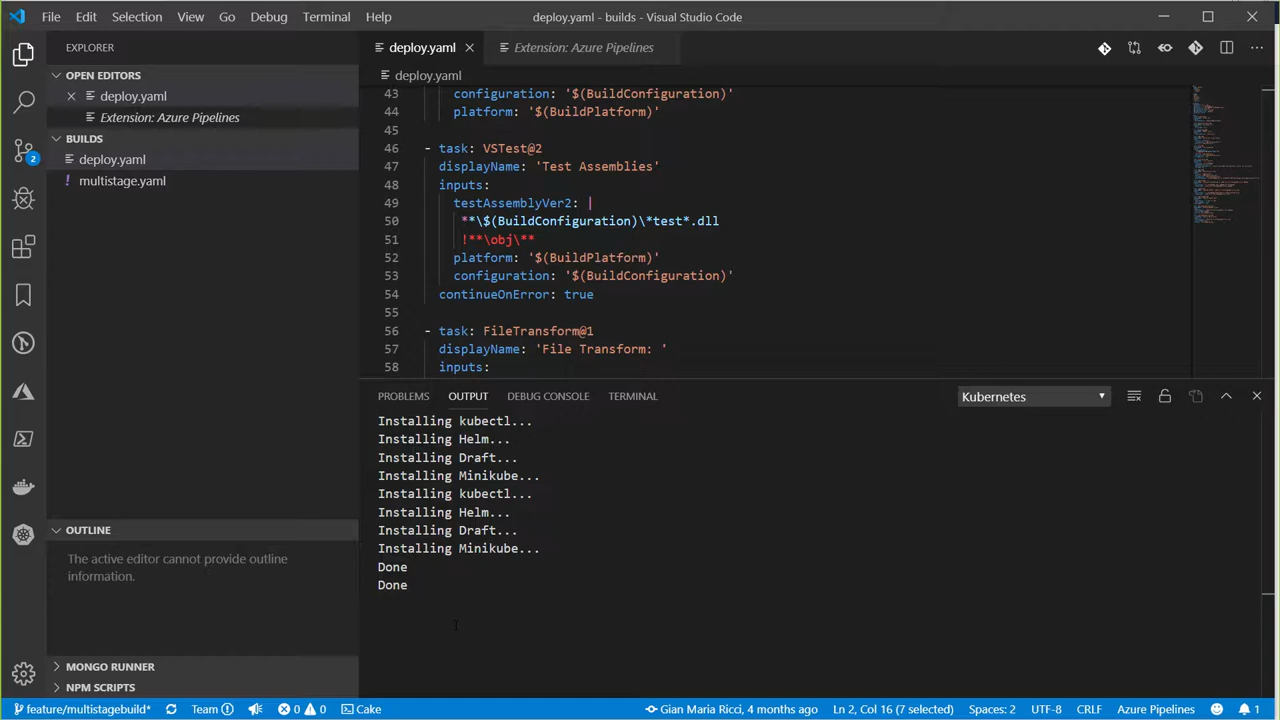 File Edit Selection View Go Debug Terminal Help
deploy.yaml - builds - Visual Studio Code
EXPLORER
OPEN EDITORS
deploy.yaml
Extension: Azure Pipelines
BUILDS
deploy.yaml
multistage.yaml
2
OUTLINE
The active editor cannot provide outline
information.
MONGO RUNNER
NPM SCRIPTS
deploy.yaml
Extension: Azure Pipelines
deploy.yaml
43 configuration: '$(BuildConfiguration)'
44 platform: '$(BuildPlatform)'
45
46 - task: VSTest@2
47 displayName: 'Test Assemblies'
48 inputs:
49 testAssemblyVer2: |
50 **\$(BuildConfiguration)\*test*.dll
51 !**\obj\**
52 platform: '$(BuildPlatform)'
53 configuration: '$(BuildConfiguration)'
54 continueOnError: true
55
56 - task: FileTransform@1
57 displayName: 'File Transform: '
58 inputs:
PROBLEMS OUTPUT DEBUG CONSOLE TERMINAL
Kubernetes
Installing kubectl...
Installing Helm...
Installing Draft...
Installing Minikube...
Installing kubectl...
Installing Helm...
Installing Draft...
Installing Minikube...
Done
Done
feature/multistagebuild* Team 0 0 Cake Gian Maria Ricci, 4 months ago Ln 2, Col 16 (7 selected) Spaces: 2 UTF-8 CRLF Azure Pipelines 1